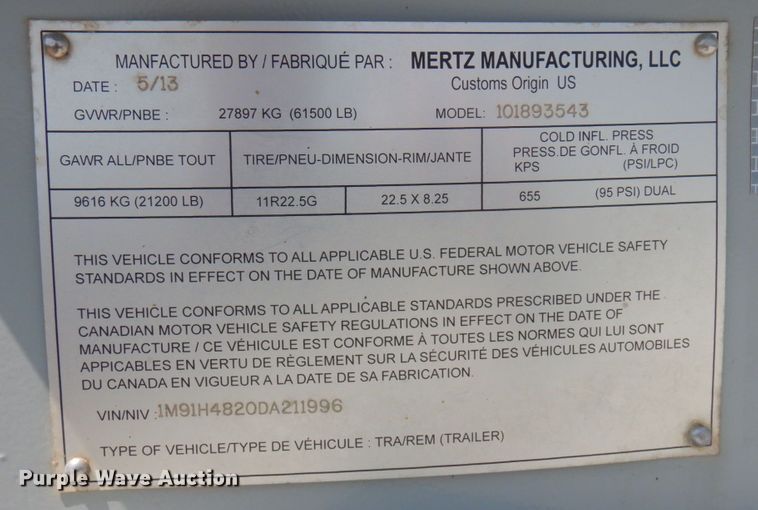 MANFACTURED BY / FABRIQUÉ PAR : MERTZ MANUFACTURING, LLC
DATE : 5/13 Customs Origin US
GVWR/PNBE : 27897 KG (61500 LB) MODEL: 101893543
GAWR ALL/PNBE TOUT TIRE/PNEU-DIMENSION-RIM/JANTE COLD INFL. PRESS
PRESS.DE GONFL. À FROID
KPS (PSI/LPC)
9616 KG (21200 LB) 11R22.5G 22.5 X 8.25 655 (95 PSI) DUAL
THIS VEHICLE CONFORMS TO ALL APPLICABLE U.S. FEDERAL MOTOR VEHICLE SAFETY
STANDARDS IN EFFECT ON THE DATE OF MANUFACTURE SHOWN ABOVE.
THIS VEHICLE CONFORMS TO ALL APPLICABLE STANDARDS PRESCRIBED UNDER THE
CANADIAN MOTOR VEHICLE SAFETY REGULATIONS IN EFFECT ON THE DATE OF
MANUFACTURE / CE VÉHICULE EST CONFORME À TOUTES LES NORMES QUI LUI SONT
APPLICABLES EN VERTU DE RÈGLEMENT SUR LA SÉCURITÉ DES VÉHICULES AUTOMOBILES
DU CANADA EN VIGUEUR A LA DATE DE SA FABRICATION.
VIN/NIV : 1M91H4820DA211996
TYPE OF VEHICLE/TYPE DE VÉHICULE : TRA/REM (TRAILER)
Purple Wave Auction